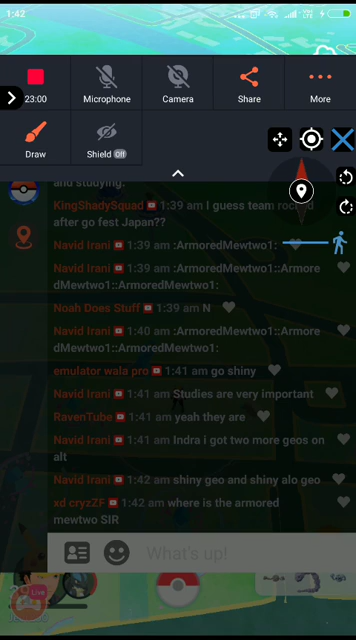 1:42
23:00
Microphone
Camera
Share
More
Draw
Shield Off
and studying.
KingShadySquad 1:39 am I guess team rocked
after go fest Japan??
Navid Irani 1:39 am :ArmoredMewtwo1:
Navid Irani 1:39 am :ArmoredMewtwo1::Armore
dMewtwo1::ArmoredMewtwo1:
Noah Does Stuff 1:39 am N
Navid Irani 1:40 am :ArmoredMewtwo1::Armore
dMewtwo1::ArmoredMewtwo1:
emulator wala pro 1:41 am go shiny
Navid Irani 1:41 am Studies are very important
RavenTube 1:41 am yeah they are
Navid Irani 1:41 am Indra i got two more geos on
alt
Navid Irani 1:42 am shiny geo and shiny alo geo
xd cryzZF 1:42 am where is the armored
mewtwo SIR
What's up!
Live